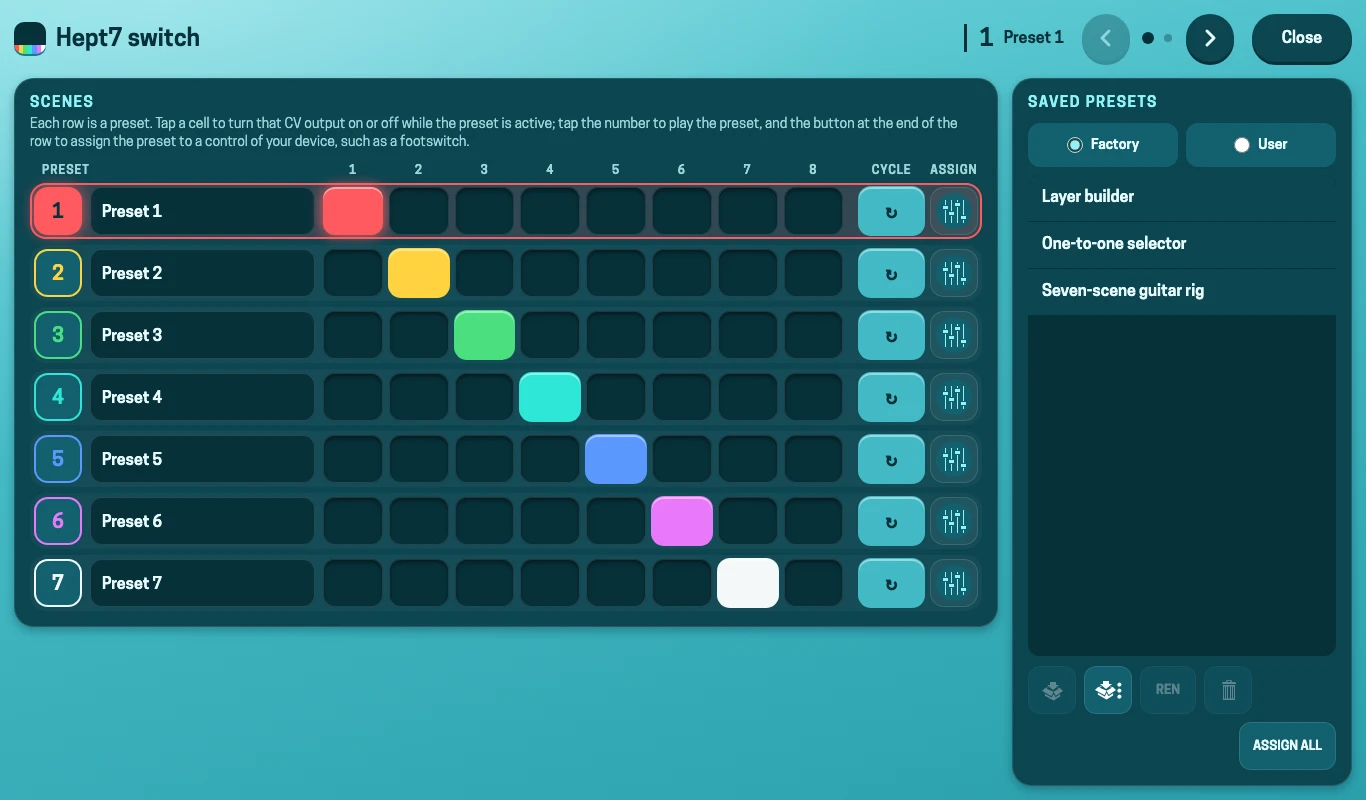 Hept7 switch
1 Preset 1
Close
SCENES
Each row is a preset. Tap a cell to turn that CV output on or off while the preset is active; tap the number to play the preset, and the button at the end of the
row to assign the preset to a control of your device, such as a footswitch.
PRESET 1 2 3 4 5 6 7 8 CYCLE ASSIGN
1 Preset 1 ↻
2 Preset 2 ↻
3 Preset 3 ↻
4 Preset 4 ↻
5 Preset 5 ↻
6 Preset 6 ↻
7 Preset 7 ↻
SAVED PRESETS
Factory User
Layer builder
One-to-one selector
Seven-scene guitar rig
REN
ASSIGN ALL